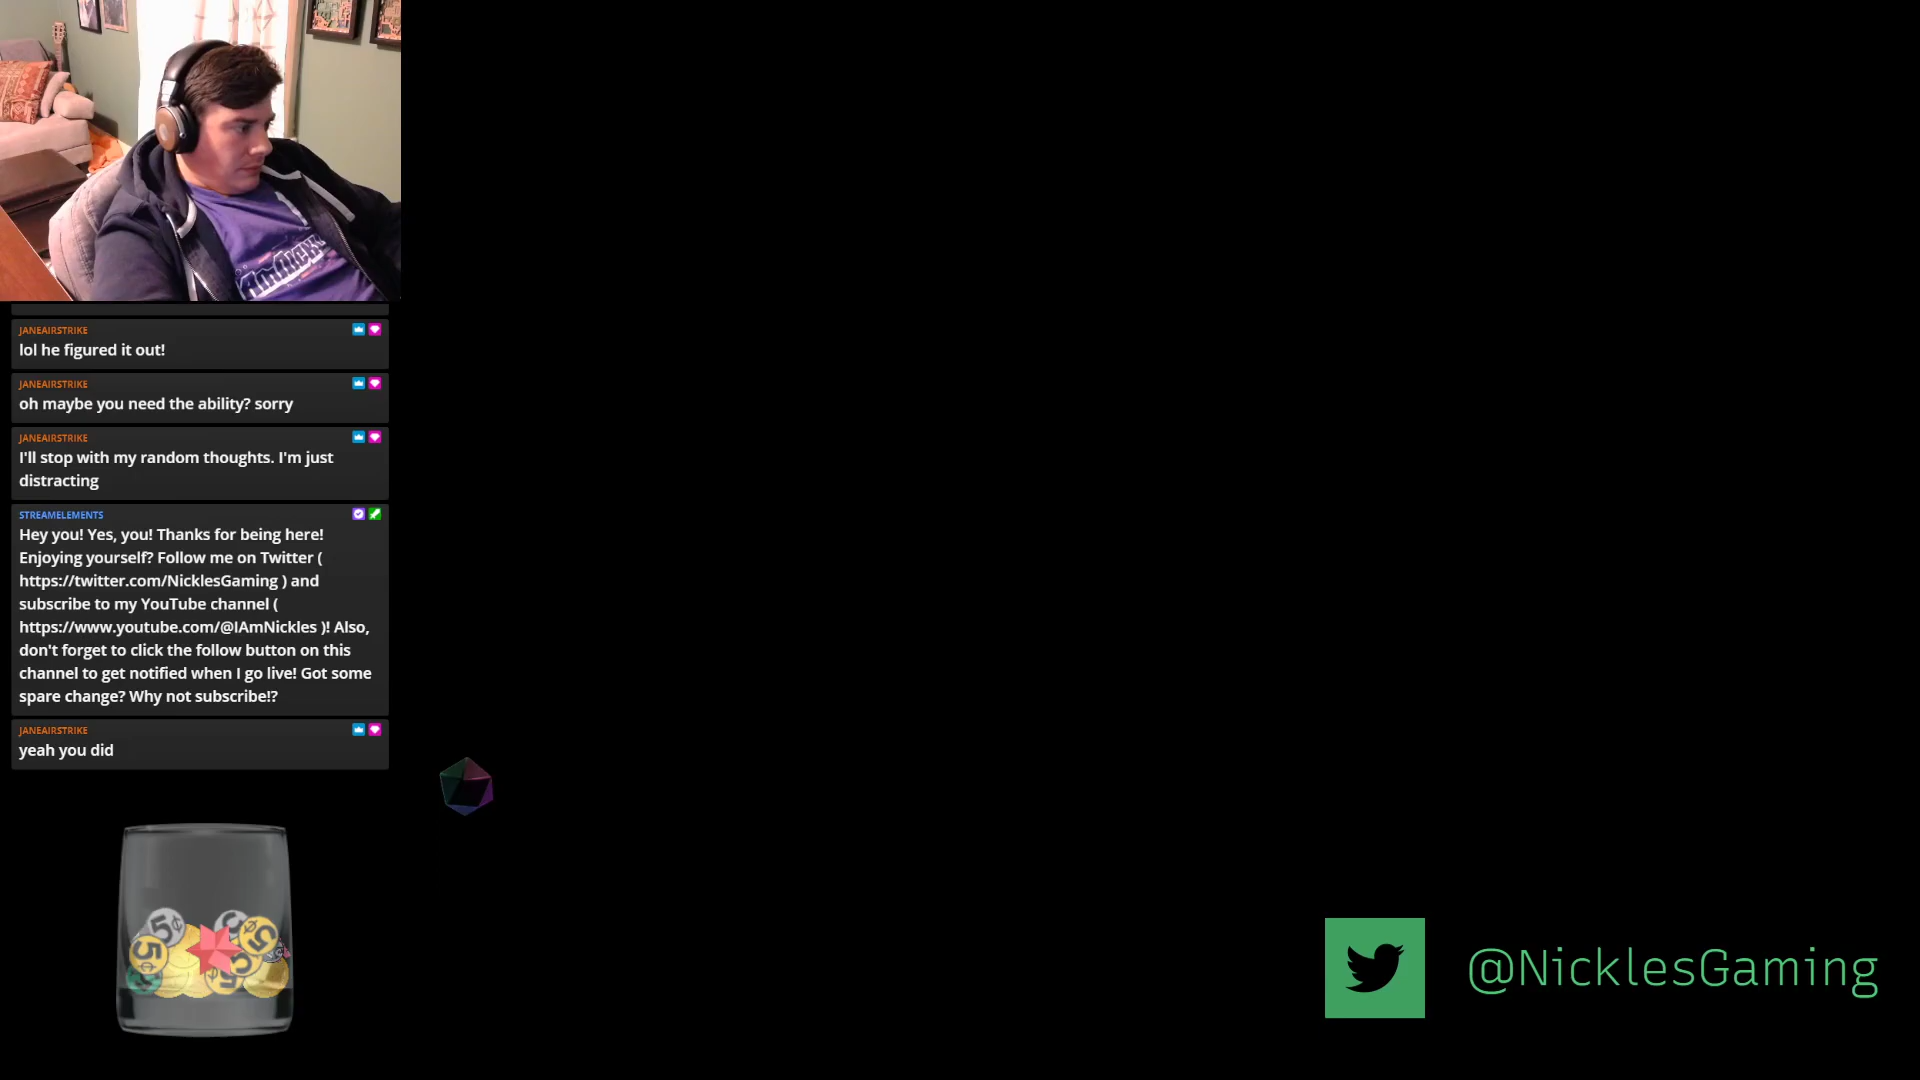 JANEAIRSTRIKE
lol he figured it out!
JANEAIRSTRIKE
oh maybe you need the ability? sorry
JANEAIRSTRIKE
I'll stop with my random thoughts. I'm just
distracting
STREAMELEMENTS
Hey you! Yes, you! Thanks for being here!
Enjoying yourself? Follow me on Twitter (
https://twitter.com/NicklesGaming ) and
subscribe to my YouTube channel (
https://www.youtube.com/@IAmNickles )! Also,
don't forget to click the follow button on this
channel to get notified when I go live! Got some
spare change? Why not subscribe!?
JANEAIRSTRIKE
yeah you did
5¢
5¢
5¢
@NicklesGaming